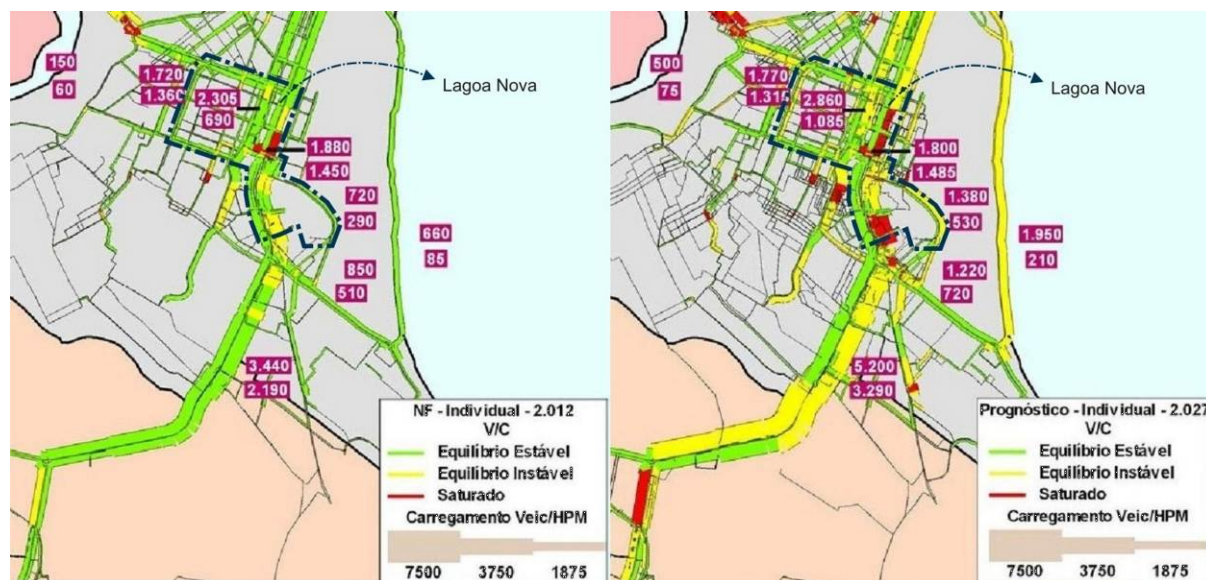 150
60
1.720
1.360
2.305
690
Lagoa Nova
1.880
1.450
720
290
660
85
850
510
3.440
2.190
NF - Individual - 2.012
V/C
Equilíbrio Estável
Equilíbrio Instável
Saturado
Carregamento Veic/HPM
7500 3750 1875
500
75
1.770
1.315
2.860
1.085
Lagoa Nova
1.800
1.485
1.380
530
1.950
210
1.220
720
5.200
3.290
Prognóstico - Individual - 2.027
V/C
Equilíbrio Estável
Equilíbrio Instável
Saturado
Carregamento Veic/HPM
7500 3750 1875